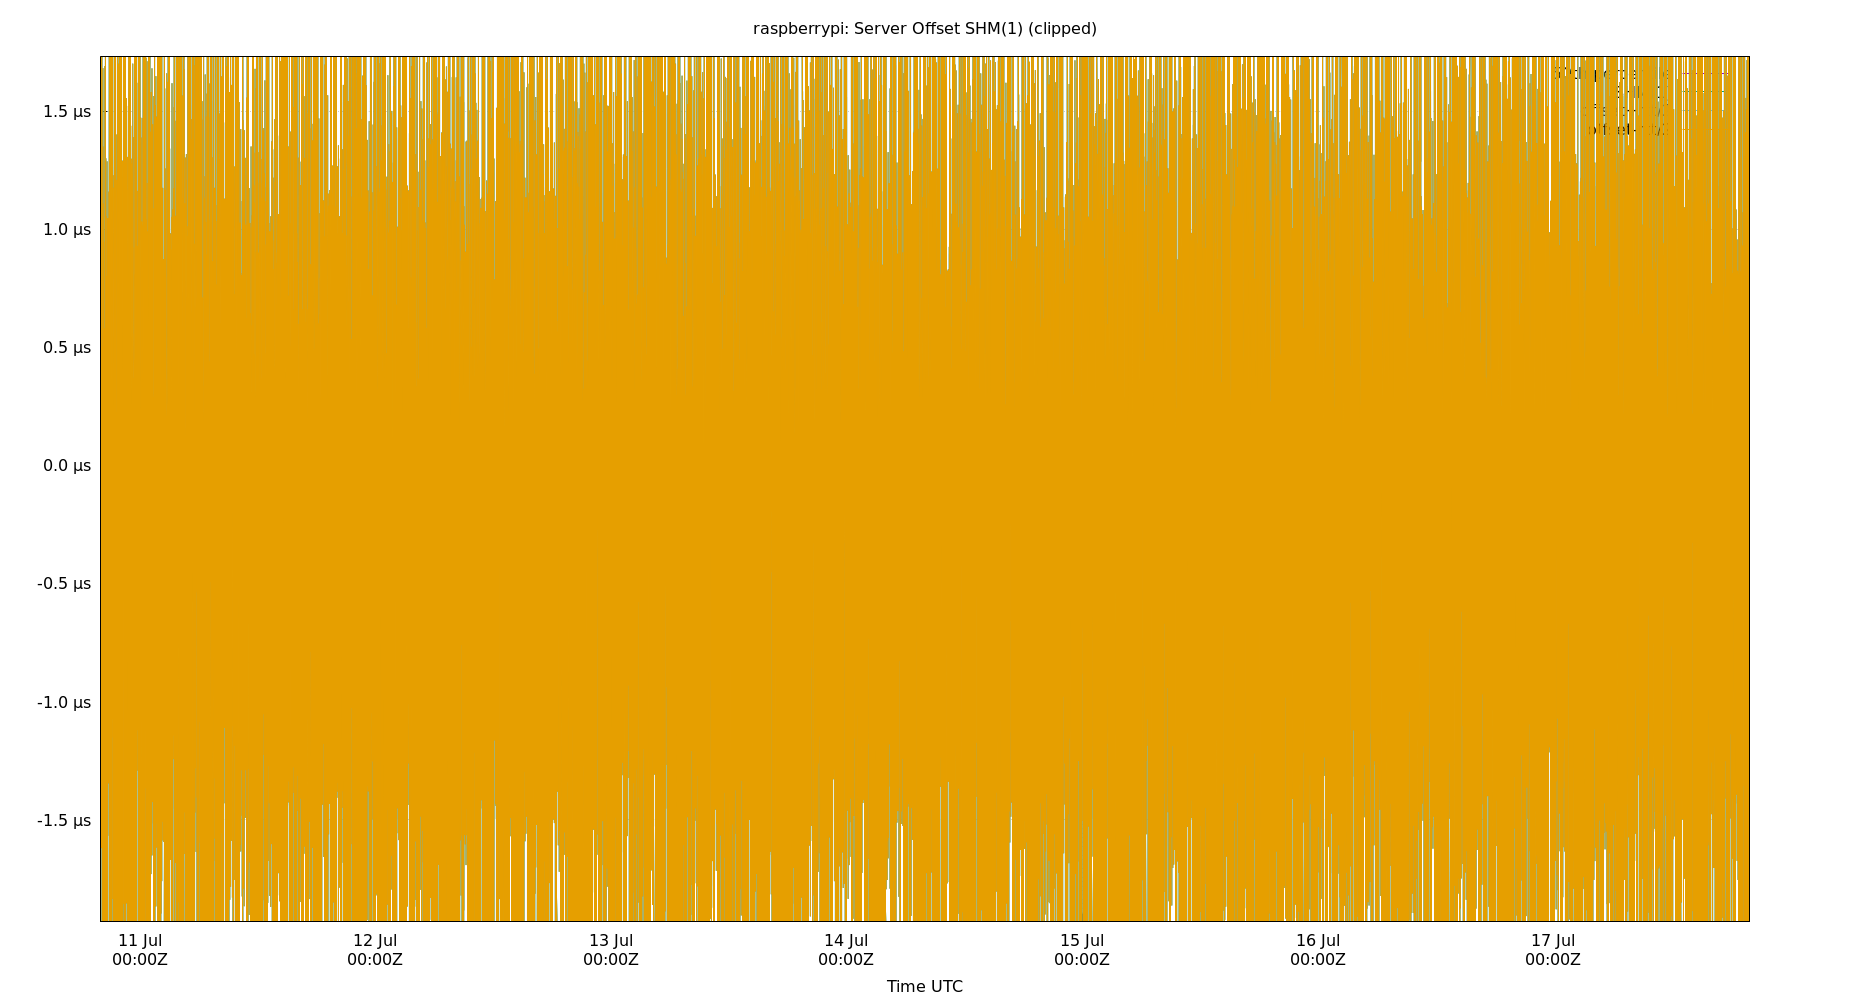 raspberrypi: Server Offset SHM(1) (clipped)
1.5 µs
1.0 µs
0.5 µs
0.0 µs
-0.5 µs
-1.0 µs
-1.5 µs
11 Jul 12 Jul 13 Jul 14 Jul 15 Jul 16 Jul 17 Jul
00:00Z 00:00Z 00:00Z 00:00Z 00:00Z 00:00Z 00:00Z
Time UTC